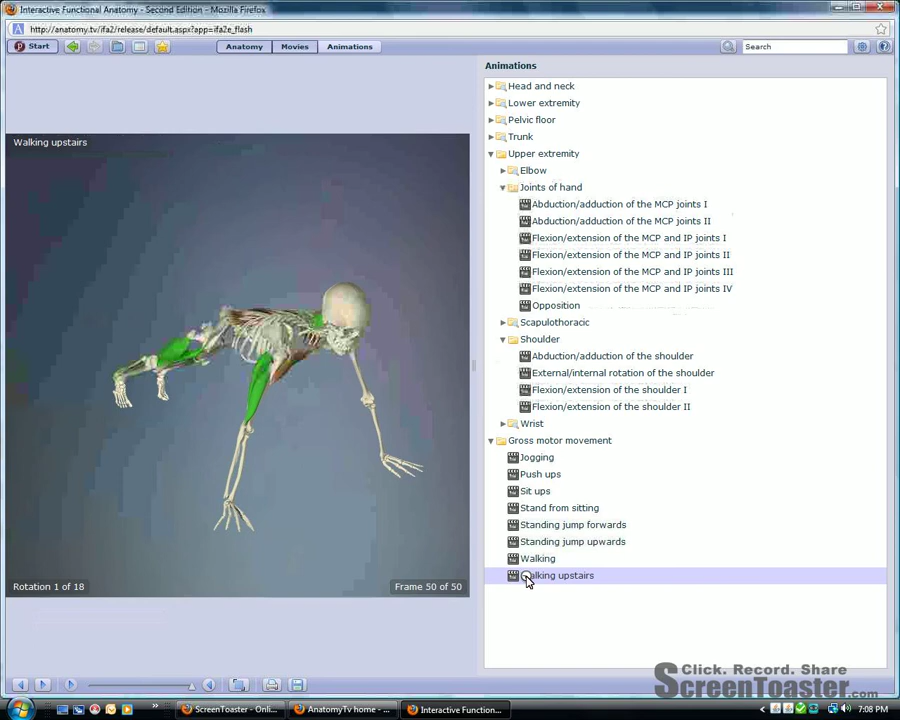 Interactive Functional Anatomy - Second Edition - Mozilla Firefox
http://anatomy.tv/ifa2/release/default.aspx?app=ifa2e_flash
Start
Anatomy
Movies
Animations
Search
Walking upstairs
Rotation 1 of 18
Frame 50 of 50
Animations
Head and neck
Lower extremity
Pelvic floor
Trunk
Upper extremity
Elbow
Joints of hand
Abduction/adduction of the MCP joints I
Abduction/adduction of the MCP joints II
Flexion/extension of the MCP and IP joints I
Flexion/extension of the MCP and IP joints II
Flexion/extension of the MCP and IP joints III
Flexion/extension of the MCP and IP joints IV
Opposition
Scapulothoracic
Shoulder
Abduction/adduction of the shoulder
External/internal rotation of the shoulder
Flexion/extension of the shoulder I
Flexion/extension of the shoulder II
Wrist
Gross motor movement
Jogging
Push ups
Sit ups
Stand from sitting
Standing jump forwards
Standing jump upwards
Walking
Walking upstairs
Click. Record. Share
ScreenToaster.com
ScreenToaster - Onli...
AnatomyTv home - ...
Interactive Function...
7:08 PM